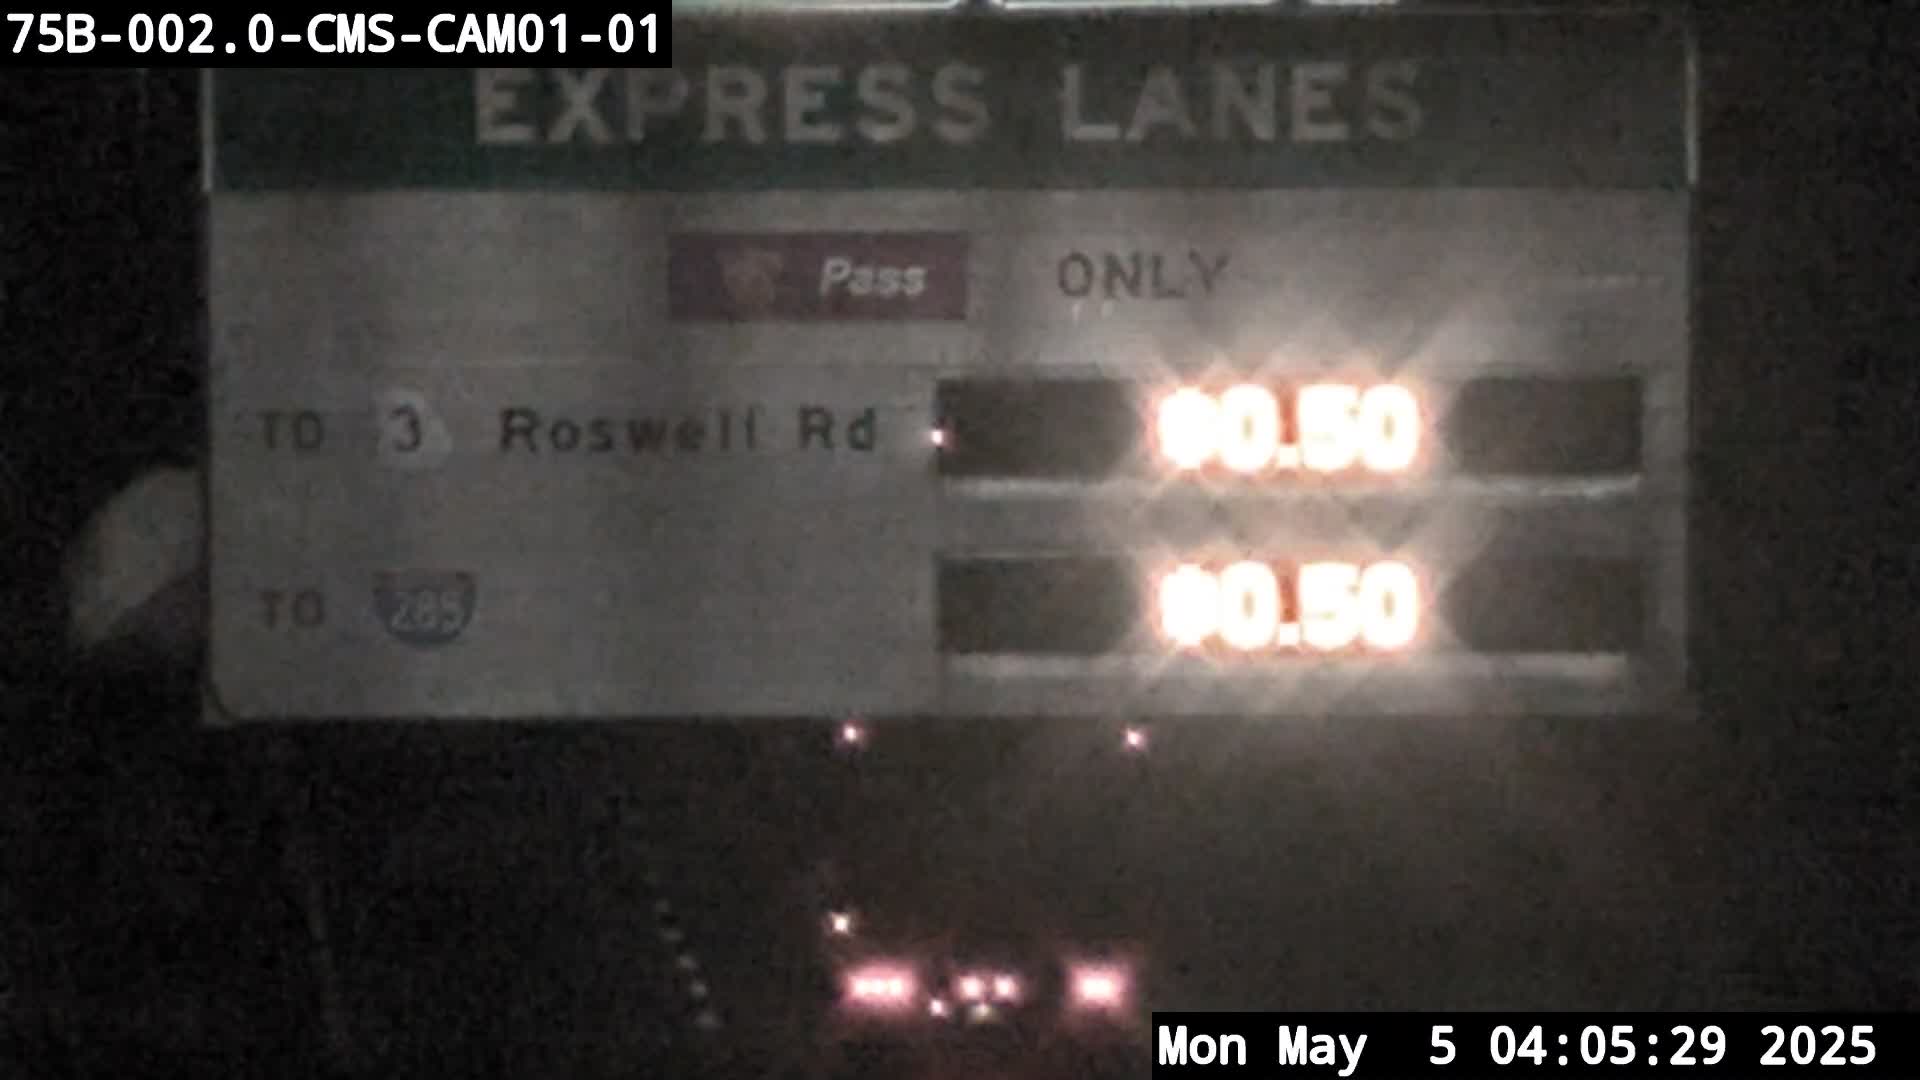 75B-002.0-CMS-CAM01-01
EXPRESS LANES
Pass ONLY
TO 3 Roswell Rd $0.50
TO 285 $0.50
Mon May 5 04:05:29 2025